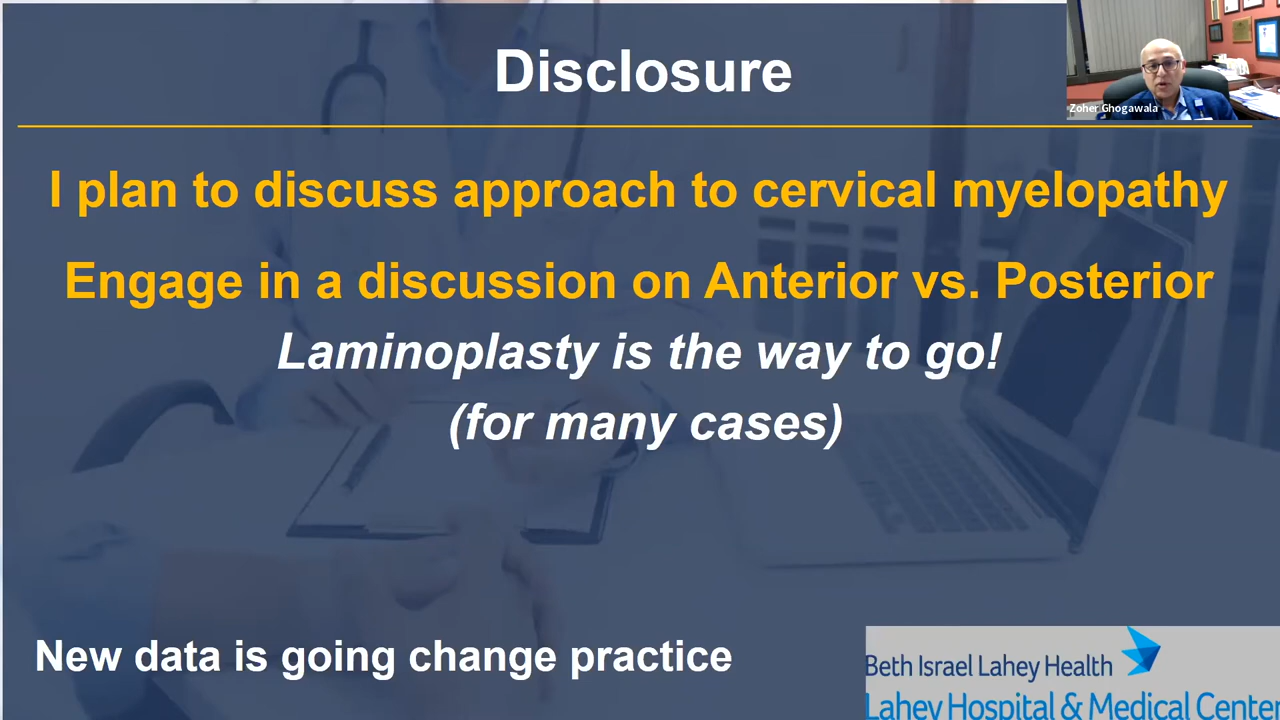 Disclosure
Zoher Ghogawala
I plan to discuss approach to cervical myelopathy
Engage in a discussion on Anterior vs. Posterior
Laminoplasty is the way to go!
(for many cases)
New data is going change practice
Beth Israel Lahey Health
Lahey Hospital & Medical Center